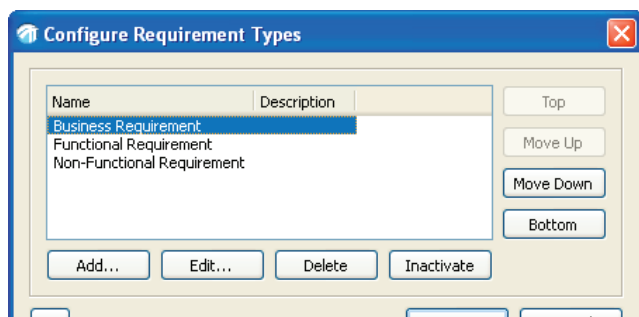 Configure Requirement Types
Name Description
Business Requirement
Functional Requirement
Non-Functional Requirement
Top
Move Up
Move Down
Bottom
Add... Edit... Delete Inactivate